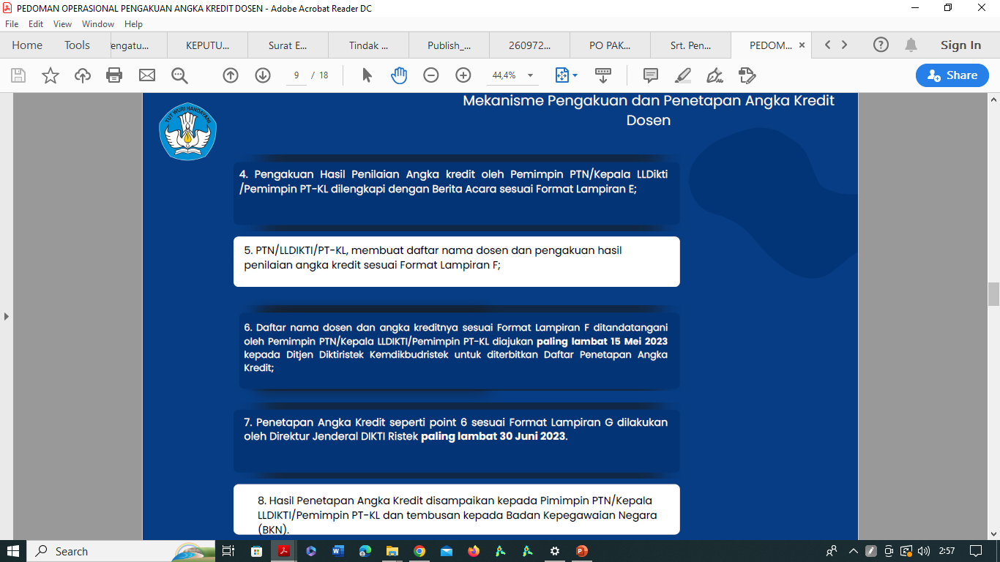 PEDOMAN OPERASIONAL PENGAKUAN ANGKA KREDIT DOSEN - Adobe Acrobat Reader DC
File Edit View Window Help
Home Tools engatu... KEPUTU... Surat E... Tindak ... Publish_... 260972... PO PAK... Srt. Pen... PEDOM... Sign In
9 / 18 44,4% Share
TUT WURI HANDAYANI
Mekanisme Pengakuan dan Penetapan Angka Kredit
Dosen
4. Pengakuan Hasil Penilaian Angka kredit oleh Pemimpin PTN/Kepala LLDikti
/Pemimpin PT-KL dilengkapi dengan Berita Acara sesuai Format Lampiran E;
5. PTN/LLDIKTI/PT-KL, membuat daftar nama dosen dan pengakuan hasil
penilaian angka kredit sesuai Format Lampiran F;
6. Daftar nama dosen dan angka kreditnya sesuai Format Lampiran F ditandatangani
oleh Pemimpin PTN/Kepala LLDIKTI/Pemimpin PT-KL diajukan paling lambat 15 Mei 2023
kepada Ditjen Diktiristek Kemdikbudristek untuk diterbitkan Daftar Penetapan Angka
Kredit;
7. Penetapan Angka Kredit seperti point 6 sesuai Format Lampiran G dilakukan
oleh Direktur Jenderal DIKTI Ristek paling lambat 30 Juni 2023.
8. Hasil Penetapan Angka Kredit disampaikan kepada Pimimpin PTN/Kepala
LLDIKTI/Pemimpin PT-KL dan tembusan kepada Badan Kepegawaian Negara
(BKN).
Search 2:57